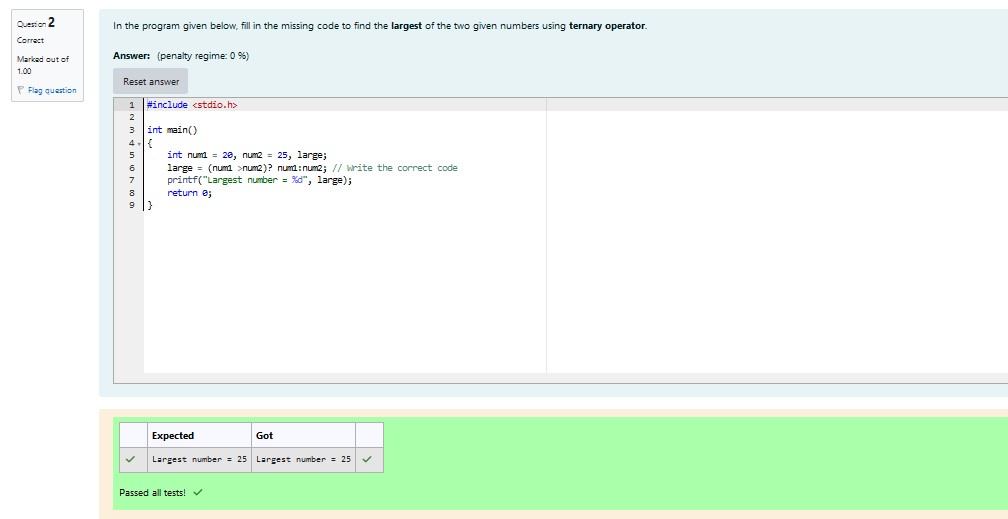 Question 2
Correct
Marked out of
1.00
Flag question
In the program given below, fill in the missing code to find the largest of the two given numbers using ternary operator.
Answer: (penalty regime: 0 %)
Reset answer
1 #include <stdio.h>
2
3 int main()
4 {
5 int num1 = 20, num2 = 25, large;
6 large = (num1 >num2)? num1:num2; // Write the correct code
7 printf("Largest number = %d", large);
8 return 0;
9 }
Expected Got
Largest number = 25 Largest number = 25
Passed all tests!